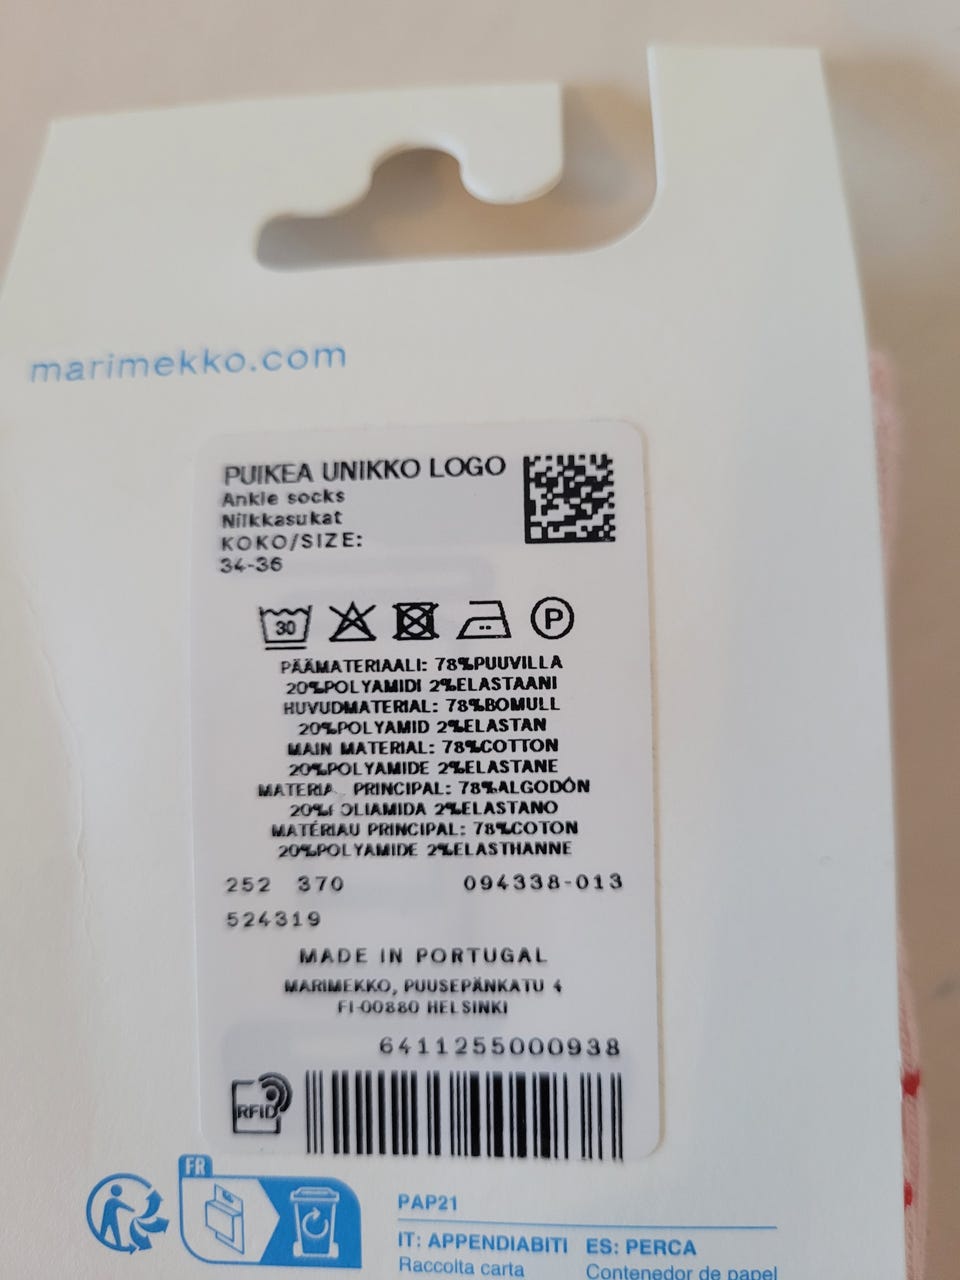 marimekko.com
PUIKEA UNIKKO LOGO
Ankle socks
Nilkkasukat
KOKO/SIZE:
34-36
30 P
PÄÄMATERIAALI: 78%PUUVILLA
20%POLYAMIDI 2%ELASTAANI
HUVUDMATERIAL: 78%BOMULL
20%POLYAMID 2%ELASTAN
MAIN MATERIAL: 78%COTTON
20%POLYAMIDE 2%ELASTANE
MATERIA PRINCIPAL: 78%ALGODÓN
20% OLIAMIDA 2%ELASTANO
MATÉRIAU PRINCIPAL: 78%COTON
20%POLYAMIDE 2%ELASTHANNE
252 370 094338-013
524319
MADE IN PORTUGAL
MARIMEKKO, PUUSEPÄNKATU 4
FI-00880 HELSINKI
6411255000938
RFID
FR
PAP21
IT: APPENDIABITI ES: PERCA
Raccolta carta Contenedor de papel